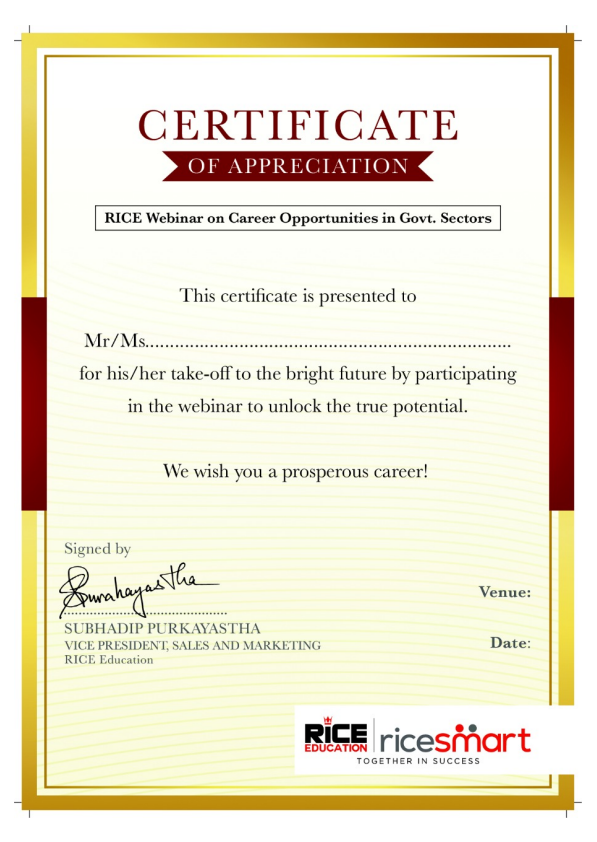 CERTIFICATE
OF APPRECIATION
RICE Webinar on Career Opportunities in Govt. Sectors
This certificate is presented to
Mr/Ms..........................................................................
for his/her take-off to the bright future by participating
in the webinar to unlock the true potential.
We wish you a prosperous career!
Signed by
SPurkayastha
SUBHADIP PURKAYASTHA
VICE PRESIDENT, SALES AND MARKETING
RICE Education
Venue:
Date:
RICE
EDUCATION
ricesmart
TOGETHER IN SUCCESS